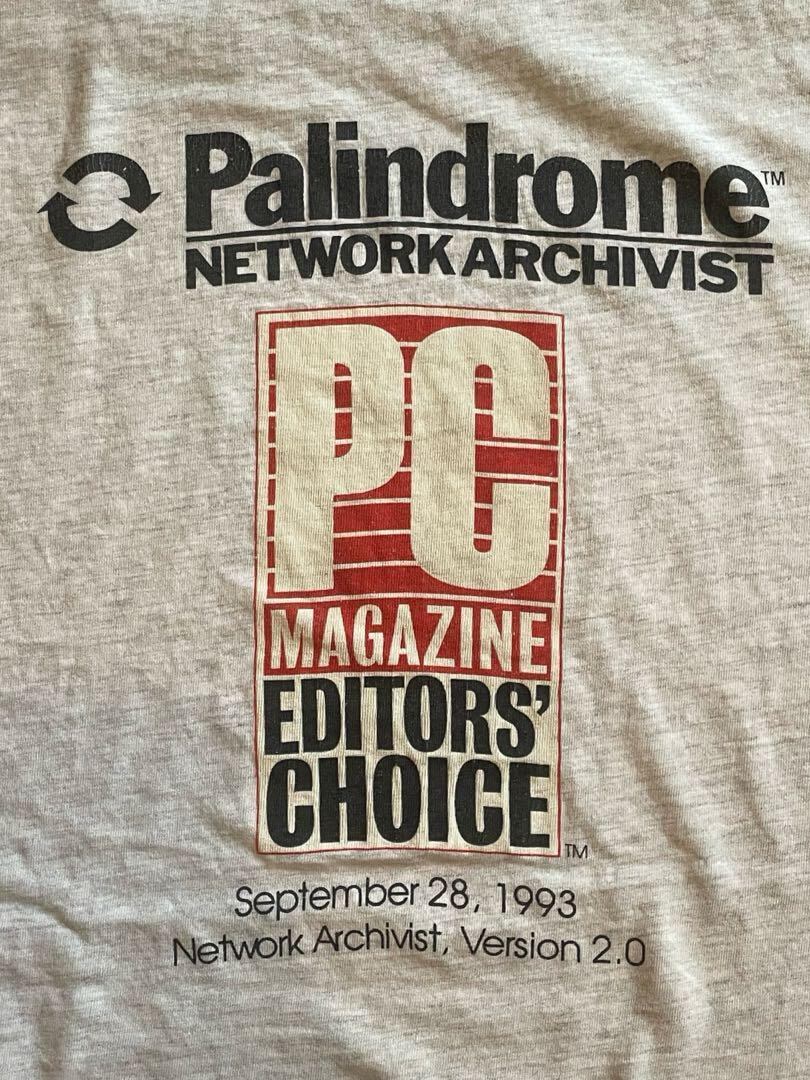 Palindrome™
NETWORK ARCHIVIST
PC
MAGAZINE
EDITORS'
CHOICE
TM
September 28, 1993
Network Archivist, Version 2.0